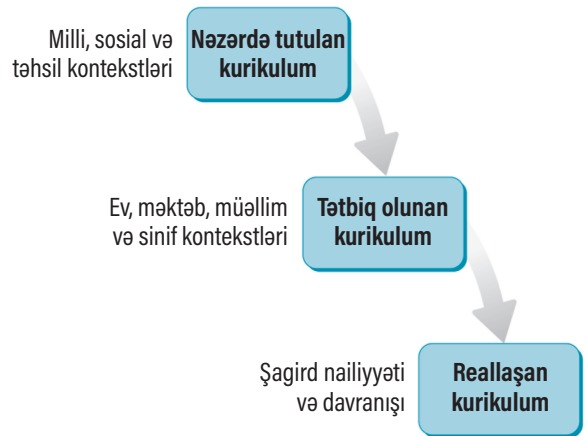 Milli, sosial və
təhsil kontekstləri
Nəzərdə tutulan
kurikulum
Ev, məktəb, müəllim
və sinif kontekstləri
Tətbiq olunan
kurikulum
Şagird nailiyyəti
və davranışı
Reallaşan
kurikulum